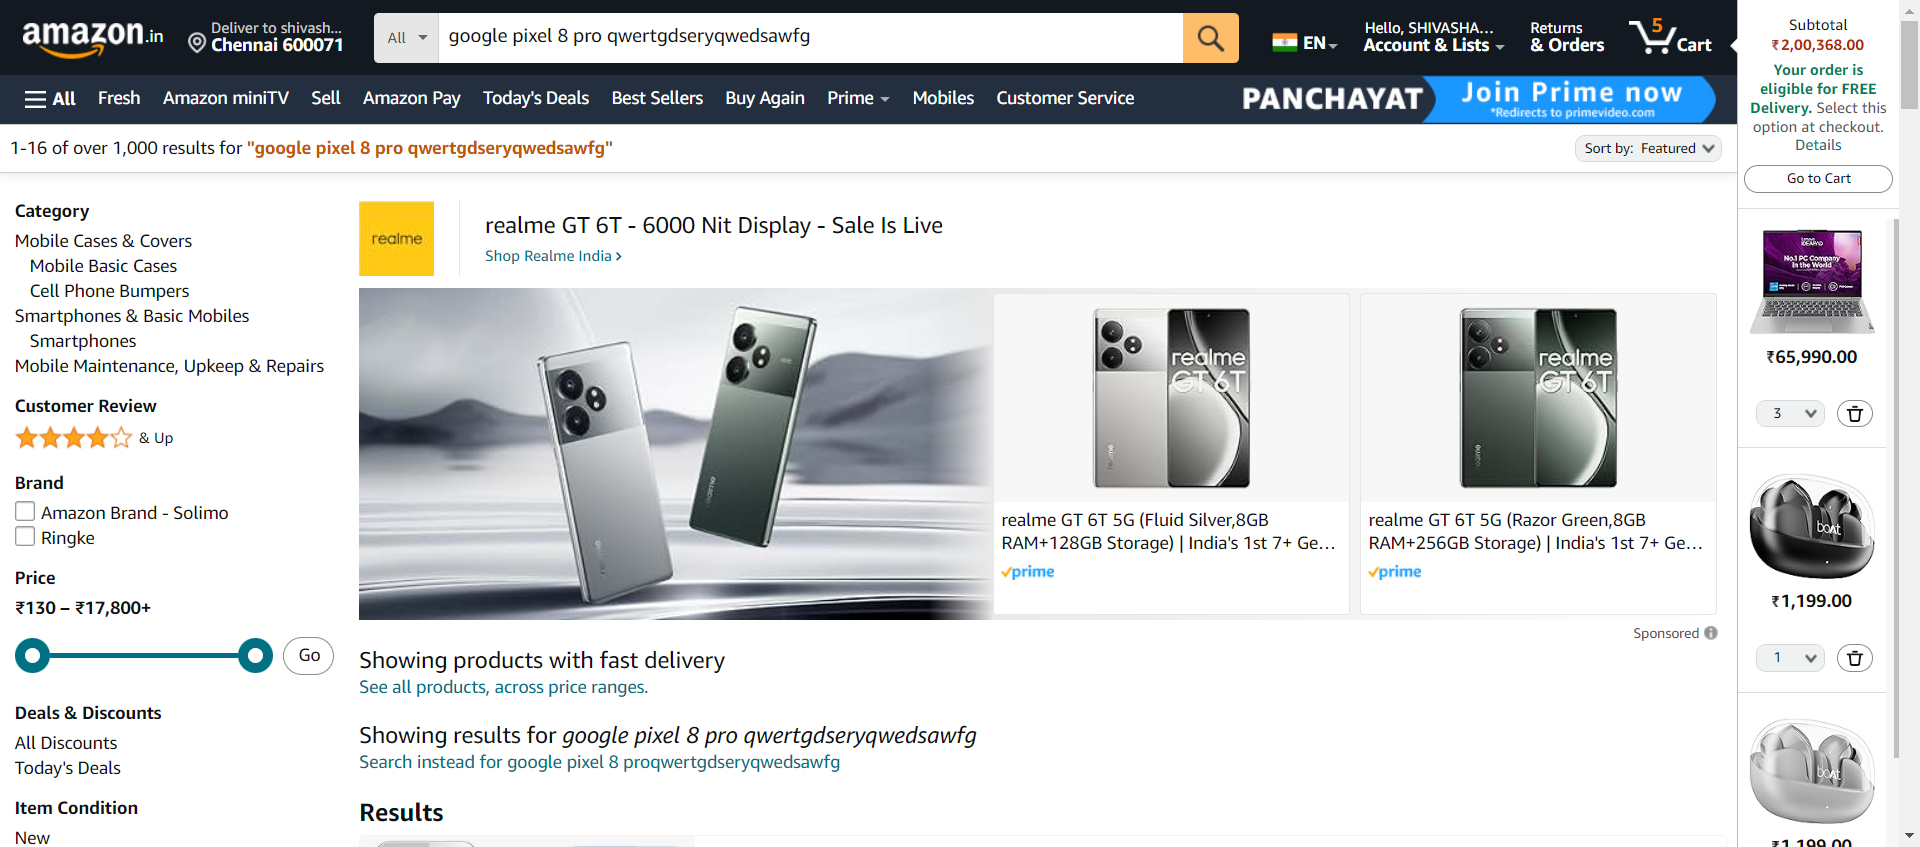 amazon.in
Deliver to shivash...
Chennai 600071
All
google pixel 8 pro qwertgdseryqwedsawfg
EN
Hello, SHIVASHA...
Account & Lists
Returns
& Orders
5
Cart
All
Fresh
Amazon miniTV
Sell
Amazon Pay
Today's Deals
Best Sellers
Buy Again
Prime
Mobiles
Customer Service
PANCHAYAT
Join Prime now
*Redirects to primevideo.com
1-16 of over 1,000 results for "google pixel 8 pro qwertgdseryqwedsawfg"
Sort by: Featured
Category
Mobile Cases & Covers
Mobile Basic Cases
Cell Phone Bumpers
Smartphones & Basic Mobiles
Smartphones
Mobile Maintenance, Upkeep & Repairs
Customer Review
& Up
Brand
Amazon Brand - Solimo
Ringke
Price
₹130 – ₹17,800+
Go
Deals & Discounts
All Discounts
Today's Deals
Item Condition
New
realme
realme GT 6T - 6000 Nit Display - Sale Is Live
Shop Realme India ›
realme
GT 6T
realme GT 6T 5G (Fluid Silver,8GB
RAM+128GB Storage) | India's 1st 7+ Ge...
prime
realme
GT 6T
realme GT 6T 5G (Razor Green,8GB
RAM+256GB Storage) | India's 1st 7+ Ge...
prime
Sponsored
Showing products with fast delivery
See all products, across price ranges.
Showing results for google pixel 8 pro qwertgdseryqwedsawfg
Search instead for google pixel 8 proqwertgdseryqwedsawfg
Results
Subtotal
₹2,00,368.00
Your order is
eligible for FREE
Delivery. Select this
option at checkout.
Details
Go to Cart
No.1 PC Company
in the World
₹65,990.00
3
boAt
₹1,199.00
1
boAt
₹1,199.00